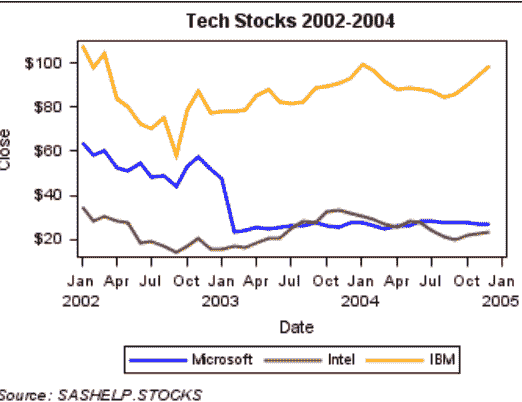 Tech Stocks 2002-2004
$100
$80
$60
$40
$20
Close
Jan Apr Jul Oct Jan Apr Jul Oct Jan Apr Jul Oct Jan
2002 2003 2004 2005
Date
Microsoft Intel IBM
Source: SASHELP.STOCKS